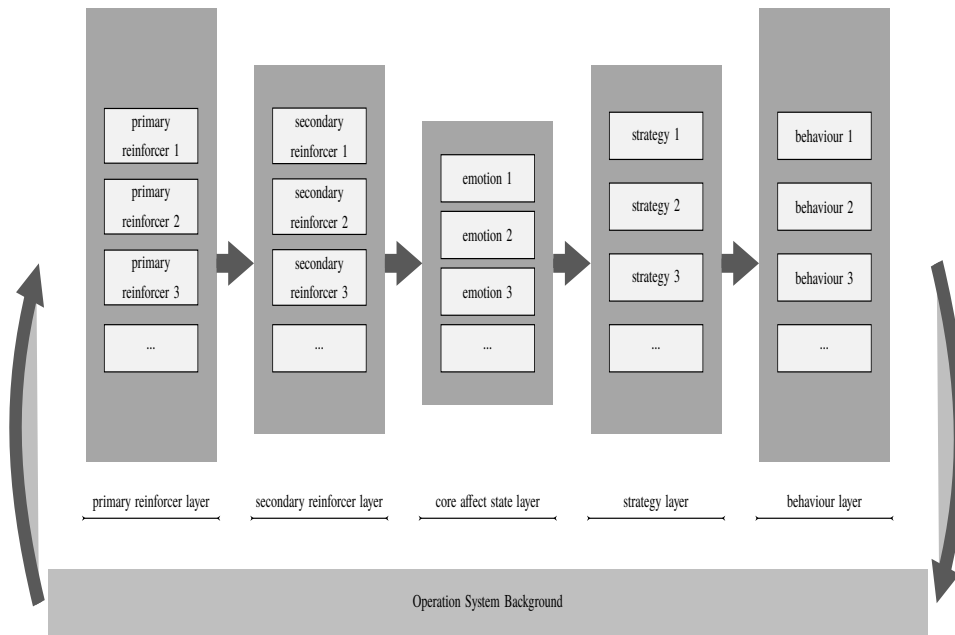 primary
reinforcer 1
primary
reinforcer 2
primary
reinforcer 3
...
primary reinforcer layer
secondary
reinforcer 1
secondary
reinforcer 2
secondary
reinforcer 3
...
secondary reinforcer layer
emotion 1
emotion 2
emotion 3
...
core affect state layer
strategy 1
strategy 2
strategy 3
...
strategy layer
behaviour 1
behaviour 2
behaviour 3
...
behaviour layer
Operation System Background